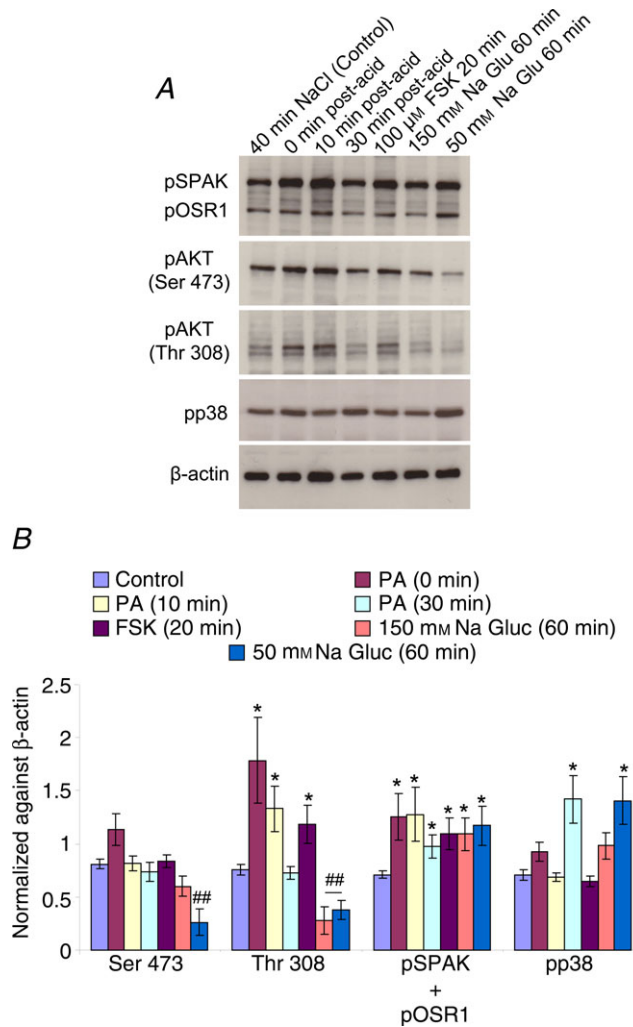 A
40 min NaCl (Control)
0 min post-acid
10 min post-acid
30 min post-acid
100 µM FSK 20 min
150 mM Na Glu 60 min
50 mM Na Glu 60 min
pSPAK
pOSR1
pAKT
(Ser 473)
pAKT
(Thr 308)
pp38
β-actin
B
Control
PA (0 min)
PA (10 min)
PA (30 min)
FSK (20 min)
150 mM Na Gluc (60 min)
50 mM Na Gluc (60 min)
Normalized against β-actin
2.5
2
1.5
1
0.5
0
##
*
*
*
##
*
*
*
*
*
*
*
*
Ser 473
Thr 308
pSPAK
+
pOSR1
pp38